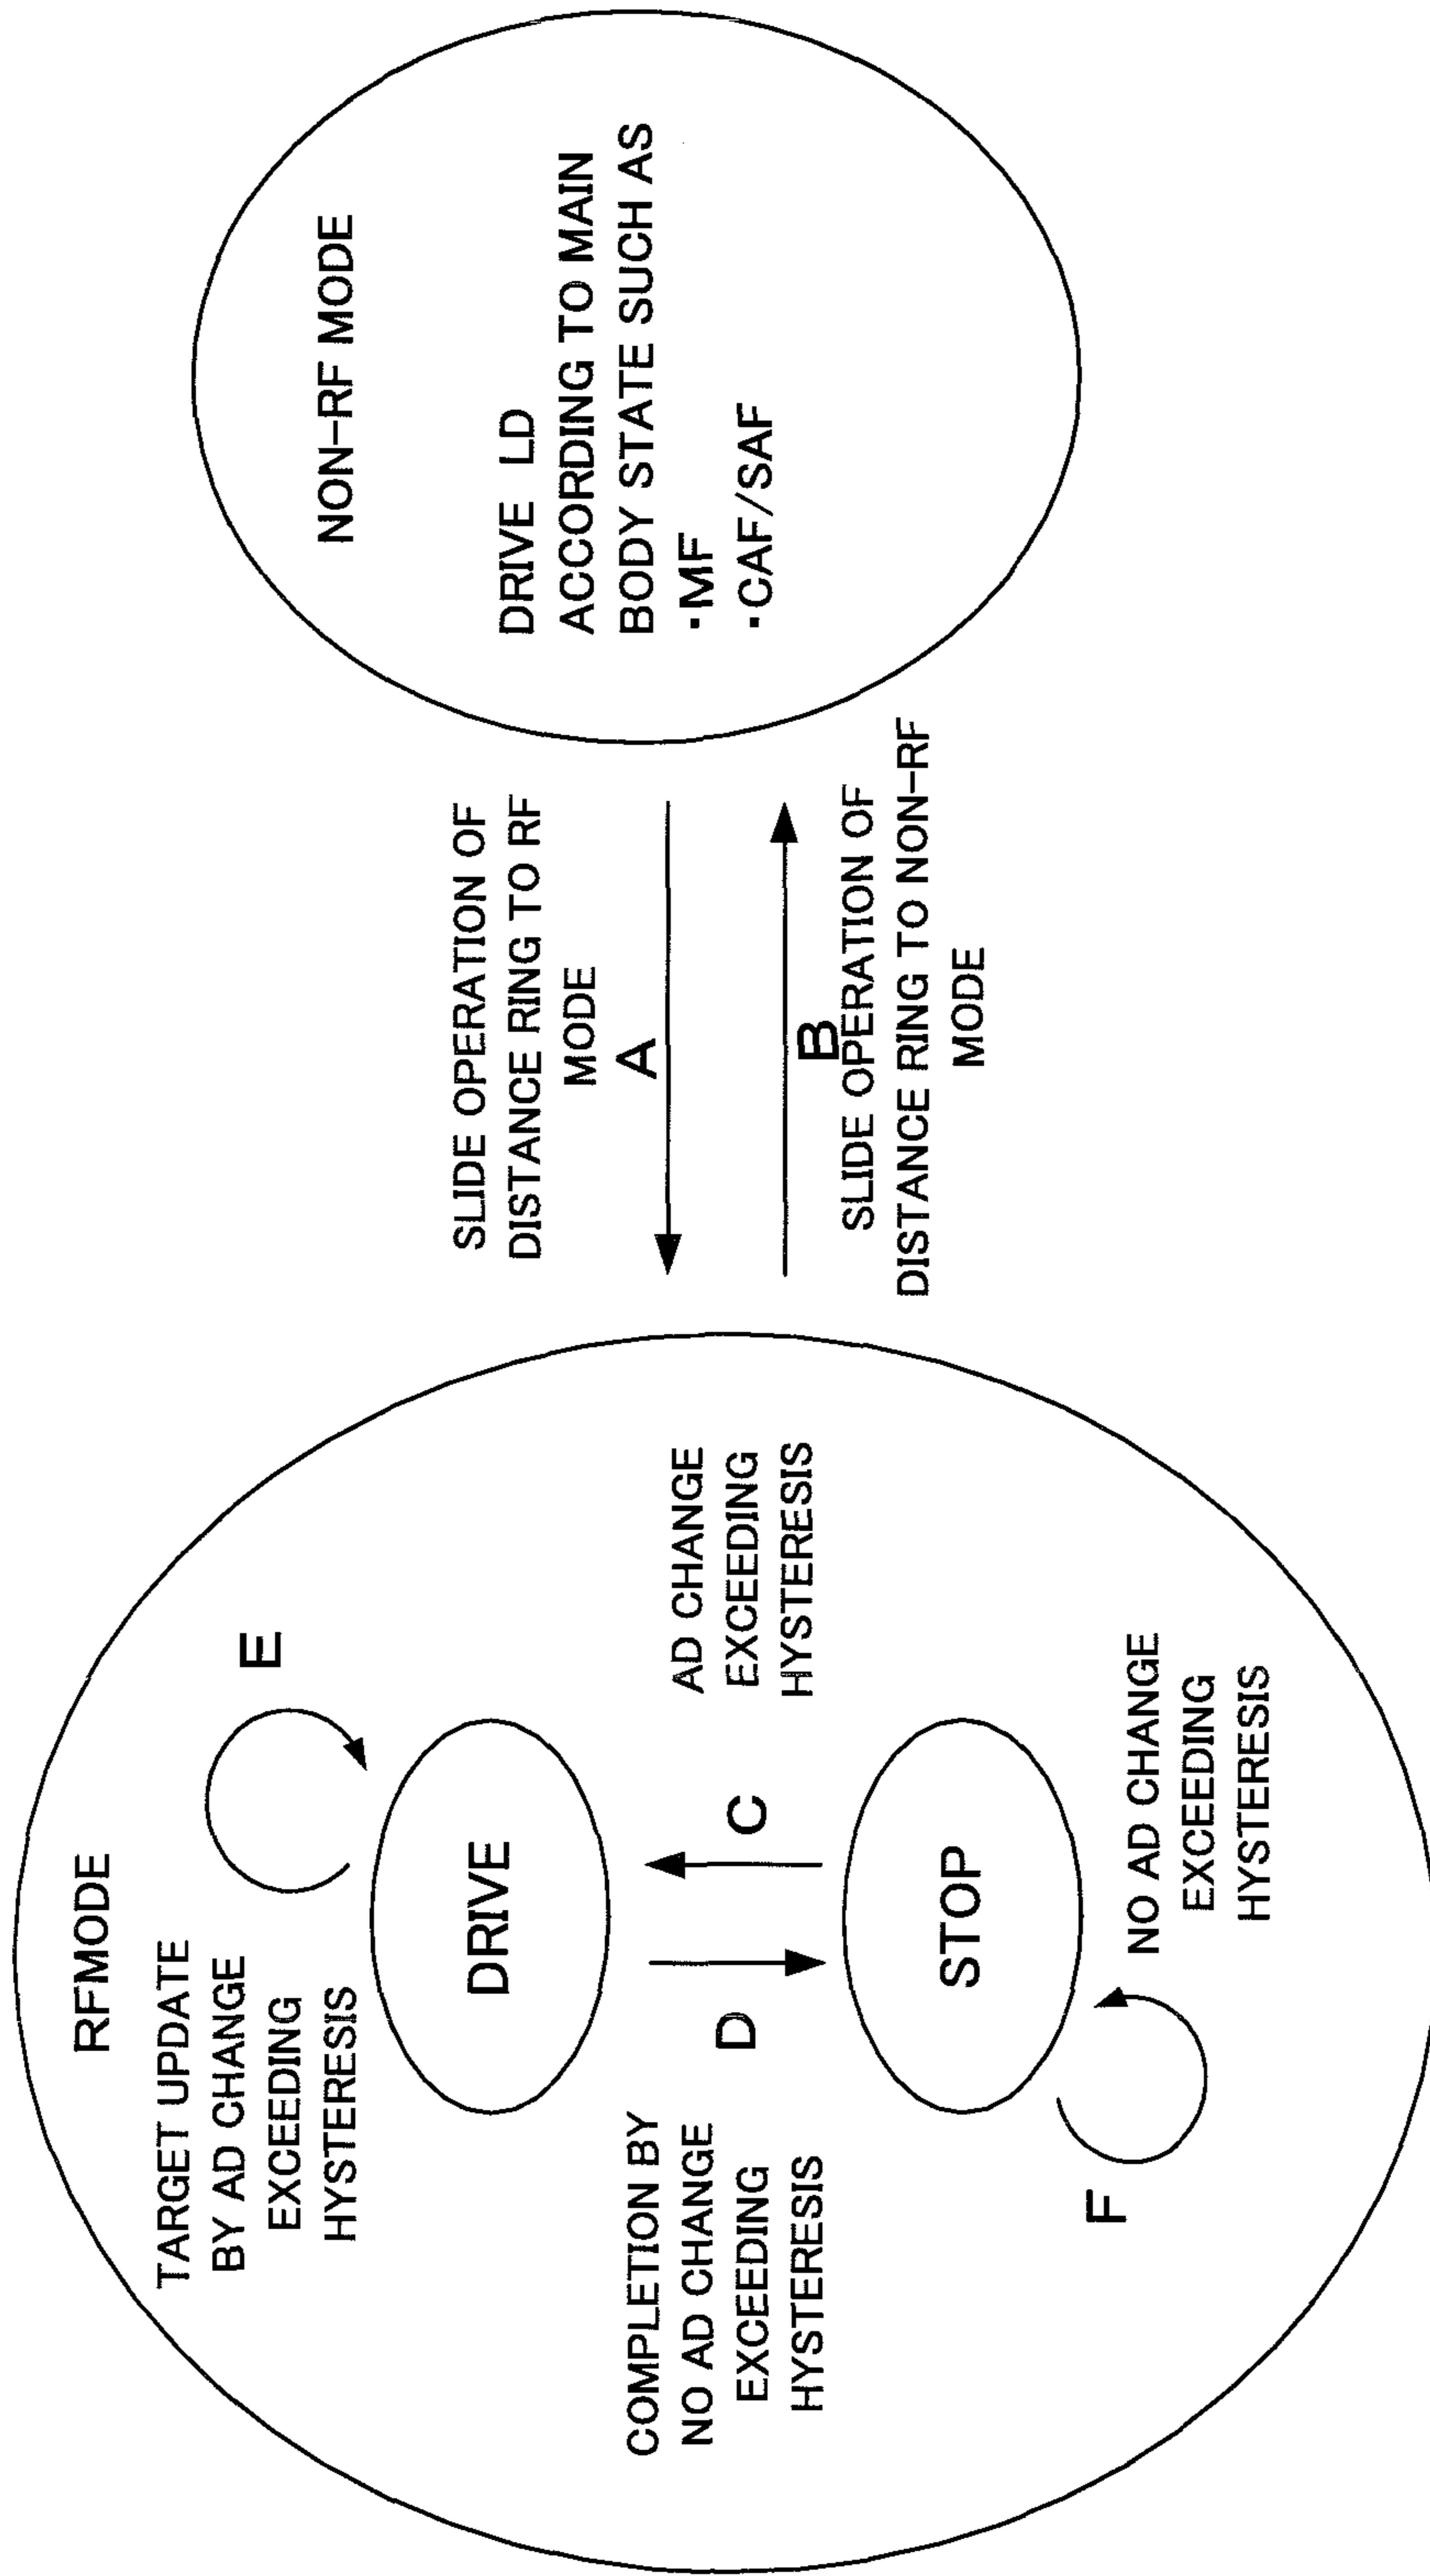 RFMODE
TARGET UPDATE
BY AD CHANGE
EXCEEDING
HYSTERESIS
E
DRIVE
COMPLETION BY
NO AD CHANGE
EXCEEDING
HYSTERESIS
D
C
AD CHANGE
EXCEEDING
HYSTERESIS
STOP
F
NO AD CHANGE
EXCEEDING
HYSTERESIS
SLIDE OPERATION OF
DISTANCE RING TO RF
MODE
A
B
SLIDE OPERATION OF
DISTANCE RING TO NON-RF
MODE
NON-RF MODE
DRIVE LD
ACCORDING TO MAIN
BODY STATE SUCH AS
・MF
・CAF/SAF